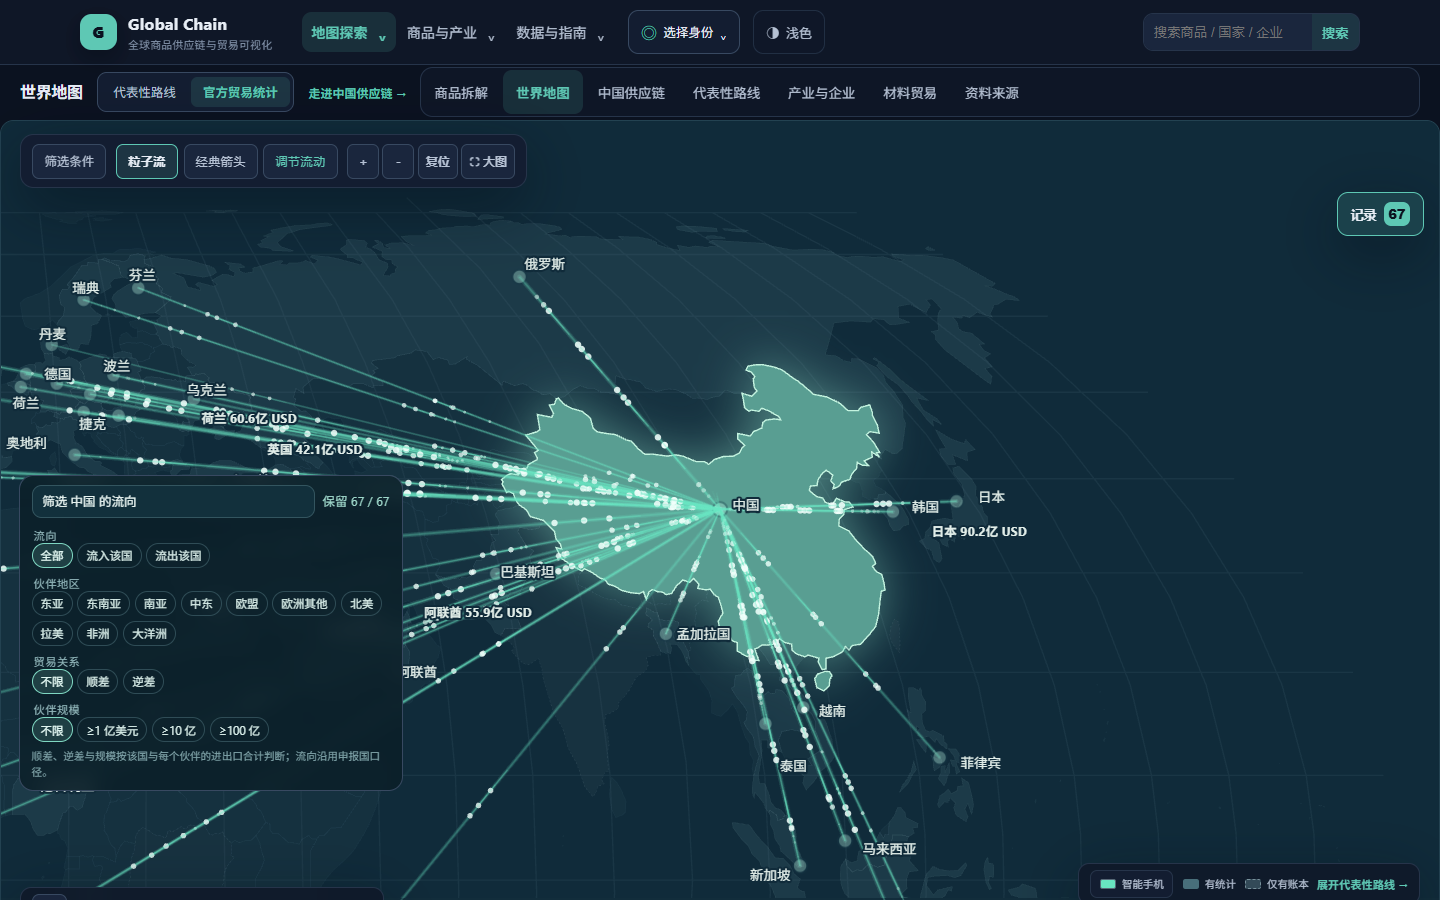 G
Global Chain
全球商品供应链与贸易可视化
地图探索
商品与产业
数据与指南
选择身份
浅色
搜索商品 / 国家 / 企业
搜索
世界地图
代表性路线
官方贸易统计
走进中国供应链 →
商品拆解
世界地图
中国供应链
代表性路线
产业与企业
材料贸易
资料来源
筛选条件
粒子流
经典箭头
调节流动
+
-
复位
大图
记录 67
俄罗斯
芬兰
瑞典
丹麦
波兰
德国
乌克兰
荷兰
荷兰 60.6亿 USD
捷克
奥地利
英国 42.1亿 USD
中国
日本
韩国
日本 90.2亿 USD
巴基斯坦
阿联酋 55.9亿 USD
孟加拉国
阿联酋
越南
泰国
菲律宾
马来西亚
新加坡
筛选 中国 的流向
保留 67 / 67
流向
全部
流入该国
流出该国
伙伴地区
东亚
东南亚
南亚
中东
欧盟
欧洲其他
北美
拉美
非洲
大洋洲
贸易关系
不限
顺差
逆差
伙伴规模
不限
≥1 亿美元
≥10 亿
≥100 亿
顺差、逆差与规模按该国与每个伙伴的进出口合计判断；流向沿用申报国口
径。
智能手机
有统计
仅有账本
展开代表性路线 →